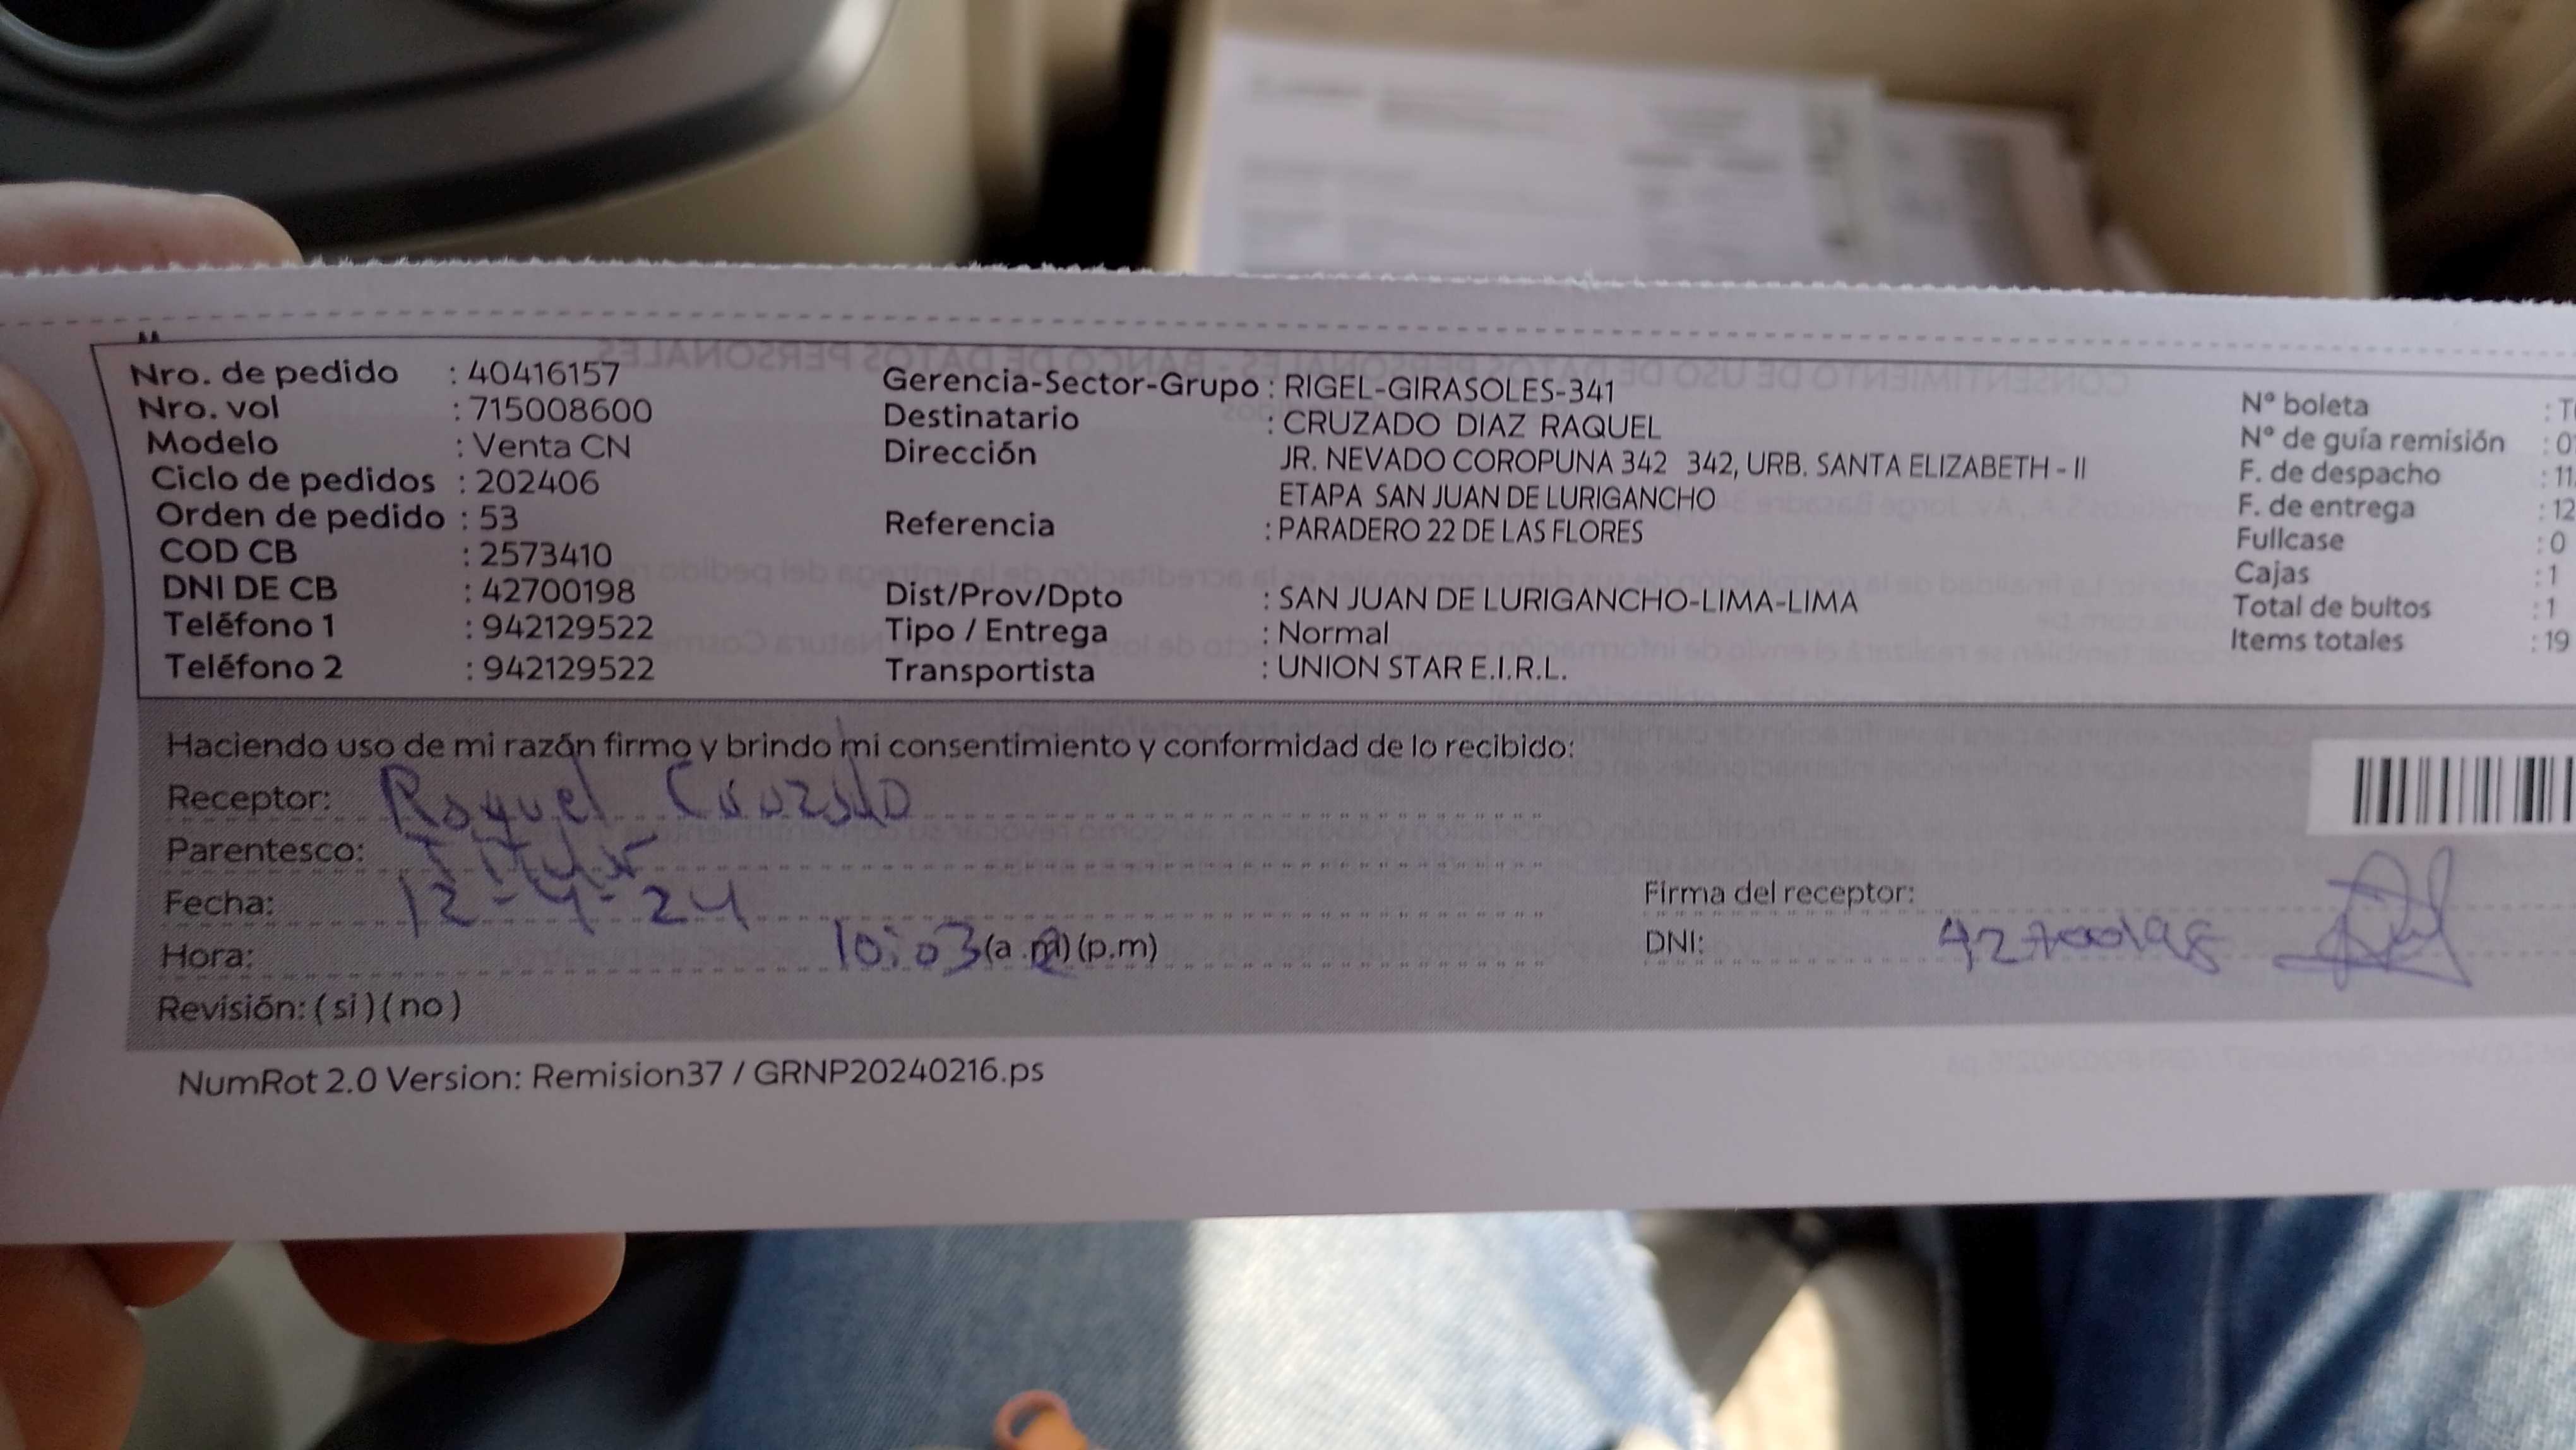 Nro. de pedido : 40416157
Nro. vol : 715008600
Modelo : Venta CN
Ciclo de pedidos : 202406
Orden de pedido : 53
COD CB : 2573410
DNI DE CB : 42700198
Teléfono 1 : 942129522
Teléfono 2 : 942129522
Gerencia-Sector-Grupo : RIGEL-GIRASOLES-341
Destinatario : CRUZADO DIAZ RAQUEL
Dirección JR. NEVADO COROPUNA 342 342, URB. SANTA ELIZABETH - II
ETAPA SAN JUAN DE LURIGANCHO
Referencia : PARADERO 22 DE LAS FLORES
Dist/Prov/Dpto : SAN JUAN DE LURIGANCHO-LIMA-LIMA
Tipo / Entrega : Normal
Transportista : UNION STAR E.I.R.L.
Nº boleta
Nº de guía remisión
F. de despacho : 11
F. de entrega : 12
Fullcase : 0
Cajas : 1
Total de bultos : 1
Items totales : 19
Haciendo uso de mi razón firmo y brindo mi consentimiento y conformidad de lo recibido:
Receptor: Raquel Cruzado
Parentesco: Titular
Fecha: 12-4-24
Hora: 10:03 (a .m) (p.m)
Revisión: ( si ) ( no )
Firma del receptor:
DNI: 42700198
NumRot 2.0 Version: Remision37 / GRNP20240216.ps